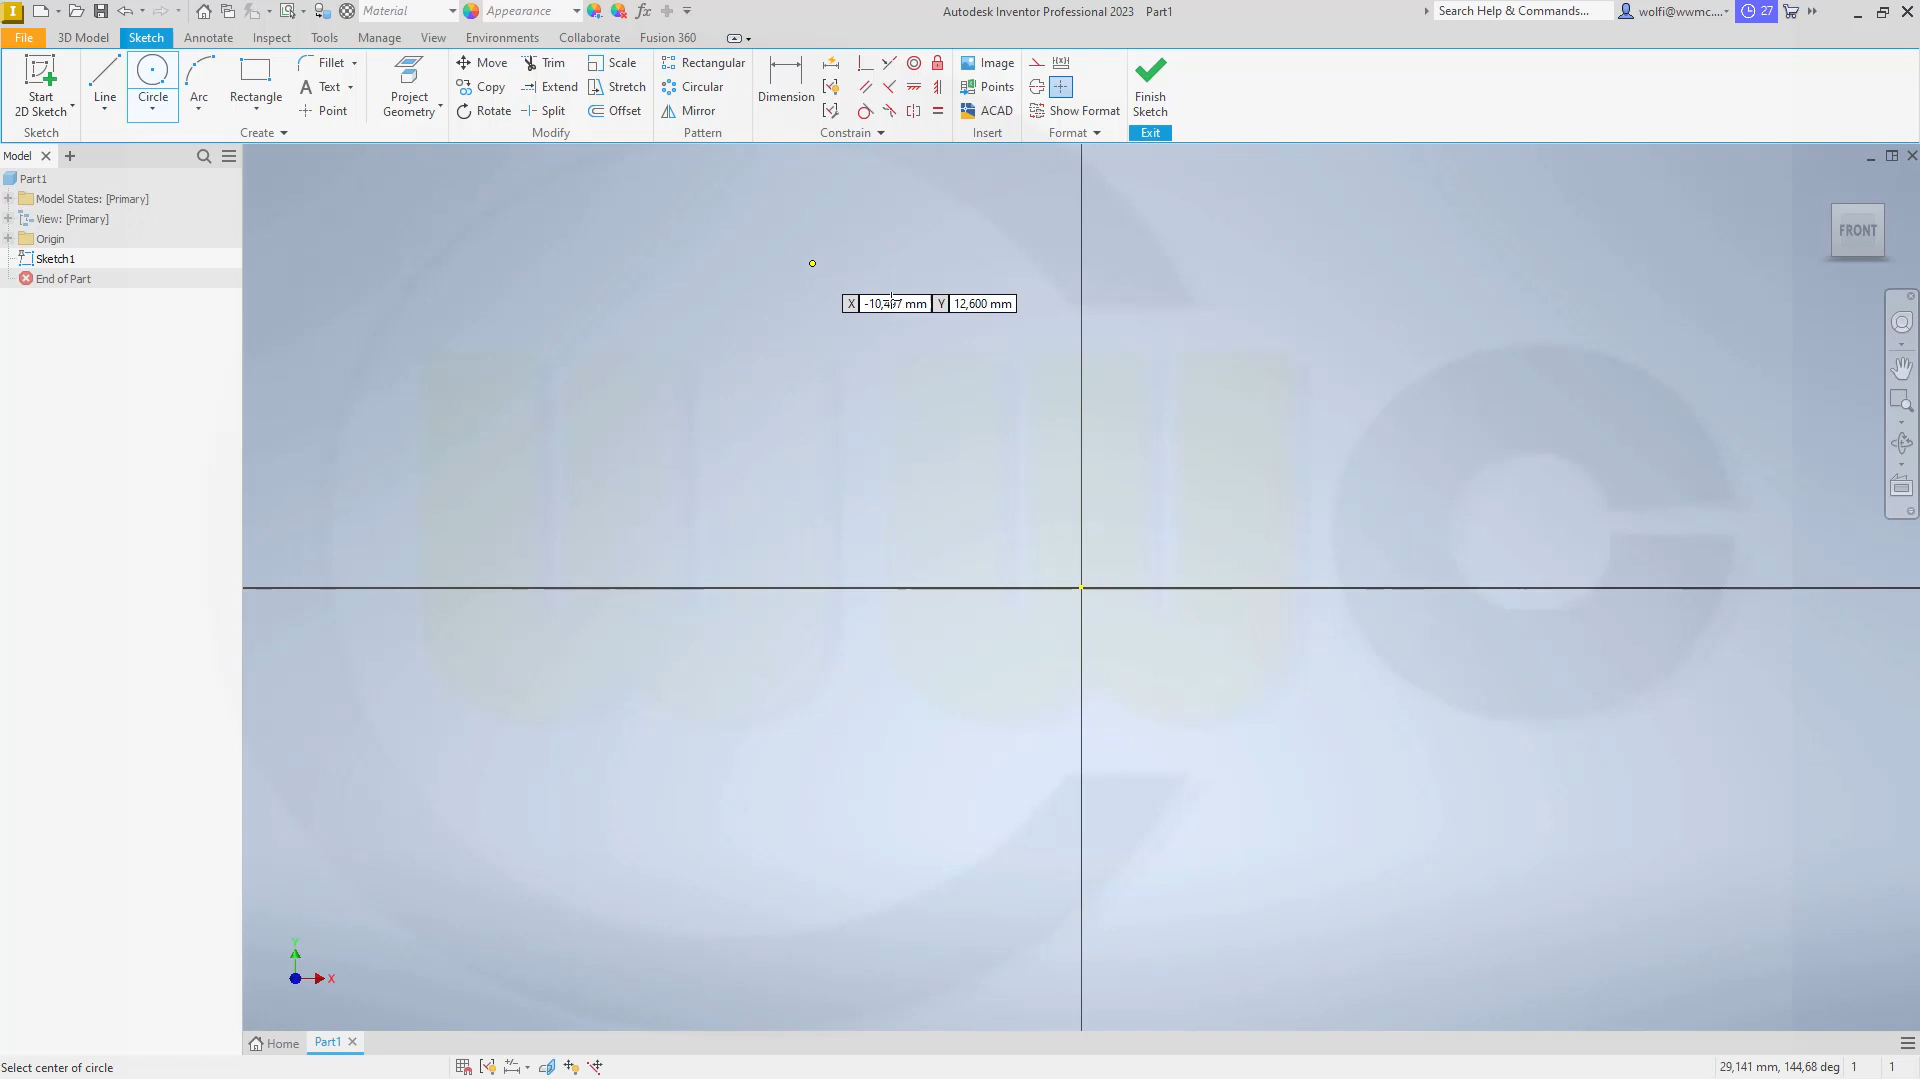 Material
Appearance
fx
Autodesk Inventor Professional 2023 Part1
Search Help & Commands...
wolfi@wwmc....
27
File
3D Model
Sketch
Annotate
Inspect
Tools
Manage
View
Environments
Collaborate
Fusion 360
Start
2D Sketch
Line
Circle
Arc
Rectangle
Fillet
Text
Point
Project
Geometry
Move
Copy
Rotate
Trim
Extend
Split
Scale
Stretch
Offset
Rectangular
Circular
Mirror
Dimension
Image
Points
ACAD
Show Format
Finish
Sketch
Sketch
Create
Modify
Pattern
Constrain
Insert
Format
Exit
Model
Part1
Model States: [Primary]
View: [Primary]
Origin
Sketch1
End of Part
X
Y 12,600 mm
FRONT
Y
X
Home
Part1
Select center of circle
29,141 mm, 144,68 deg 1 1